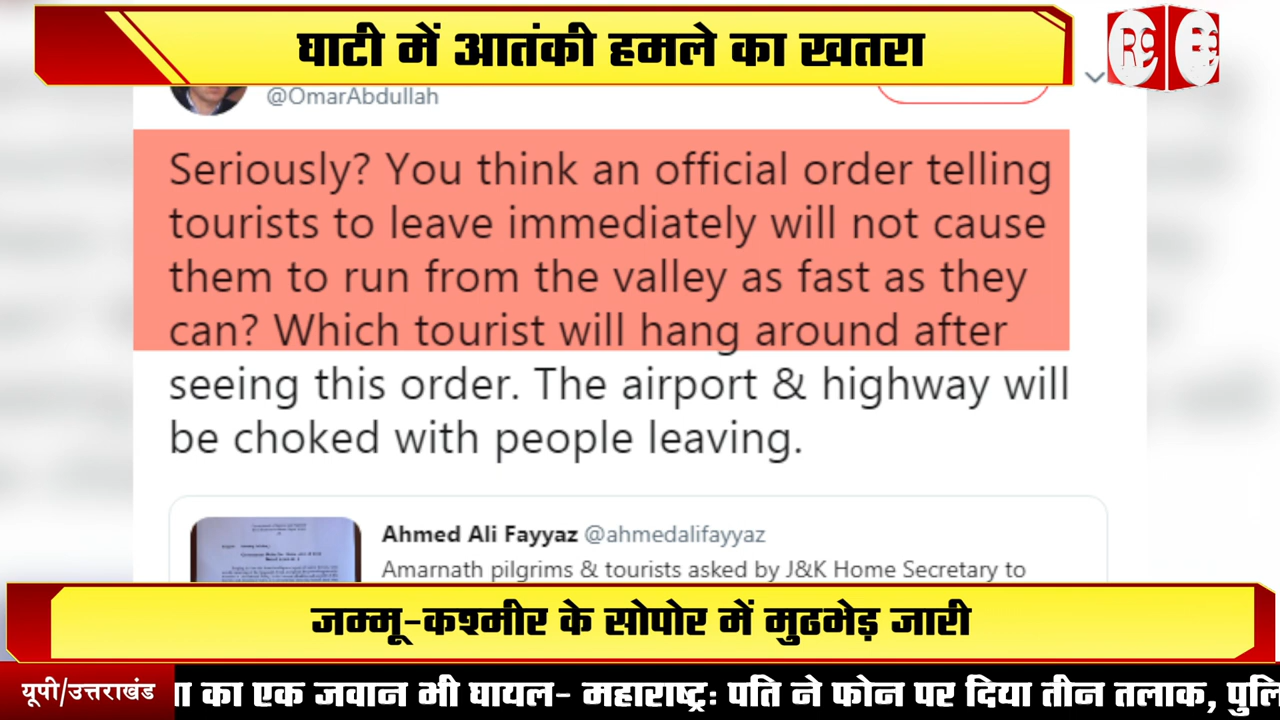 घाटी में आतंकी हमले का खतरा
@OmarAbdullah
Seriously? You think an official order telling
tourists to leave immediately will not cause
them to run from the valley as fast as they
can? Which tourist will hang around after
seeing this order. The airport & highway will
be choked with people leaving.
Ahmed Ali Fayyaz @ahmedalifayyaz
Amarnath pilgrims & tourists asked by J&K Home Secretary to
जम्मू-कश्मीर के सोपोर में मुठभेड़ जारी
यूपी/उत्तराखंड
का एक जवान भी घायल- महाराष्ट्र: पति ने फोन पर दिया तीन तलाक,